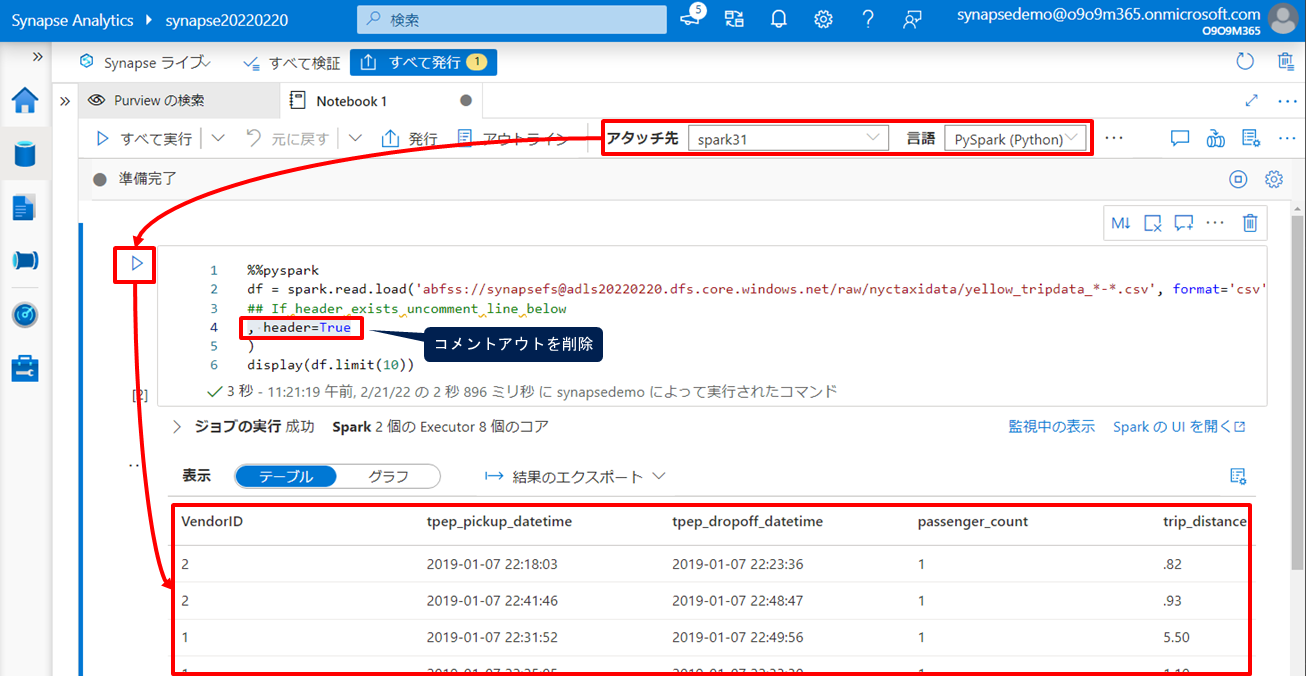 Synapse Analytics synapse20220220 検索 5 synapsedemo@o9o9m365.onmicrosoft.com
O9O9M365
Synapse ライブ すべて検証 すべて発行 1
Purview の検索 Notebook 1
すべて実行 元に戻す 発行 アウトライン アタッチ先 spark31 言語 PySpark (Python)
準備完了
M↓
1 %%pyspark
2 df = spark.read.load('abfss://synapsefs@adls20220220.dfs.core.windows.net/raw/nyctaxidata/yellow_tripdata_*-*.csv', format='csv'
3 ## If header exists uncomment line below
4 , header=True
コメントアウトを削除
5 )
6 display(df.limit(10))
[2] 3 秒 - 11:21:19 午前, 2/21/22 の 2 秒 896 ミリ秒 に synapsedemo によって実行されたコマンド
ジョブの実行 成功 Spark 2 個の Executor 8 個のコア 監視中の表示 Spark の UI を開く
表示 テーブル グラフ 結果のエクスポート
VendorID tpep_pickup_datetime tpep_dropoff_datetime passenger_count trip_distance
2 2019-01-07 22:18:03 2019-01-07 22:23:36 1 .82
2 2019-01-07 22:41:46 2019-01-07 22:48:47 1 .93
1 2019-01-07 22:31:52 2019-01-07 22:49:56 1 5.50